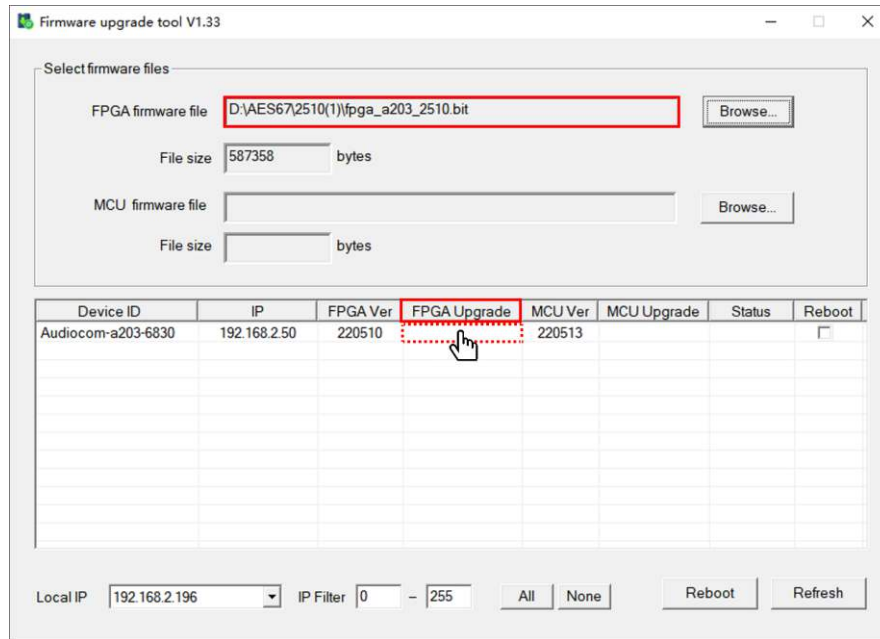 Firmware upgrade tool V1.33
Select firmware files
FPGA firmware file D:\AES67\2510(1)\fpga_a203_2510.bit Browse...
File size 587358 bytes
MCU firmware file Browse...
File size bytes
Device ID IP FPGA Ver FPGA Upgrade MCU Ver MCU Upgrade Status Reboot
Audiocom-a203-6830 192.168.2.50 220510 220513
Local IP 192.168.2.196 IP Filter 0 – 255 All None Reboot Refresh